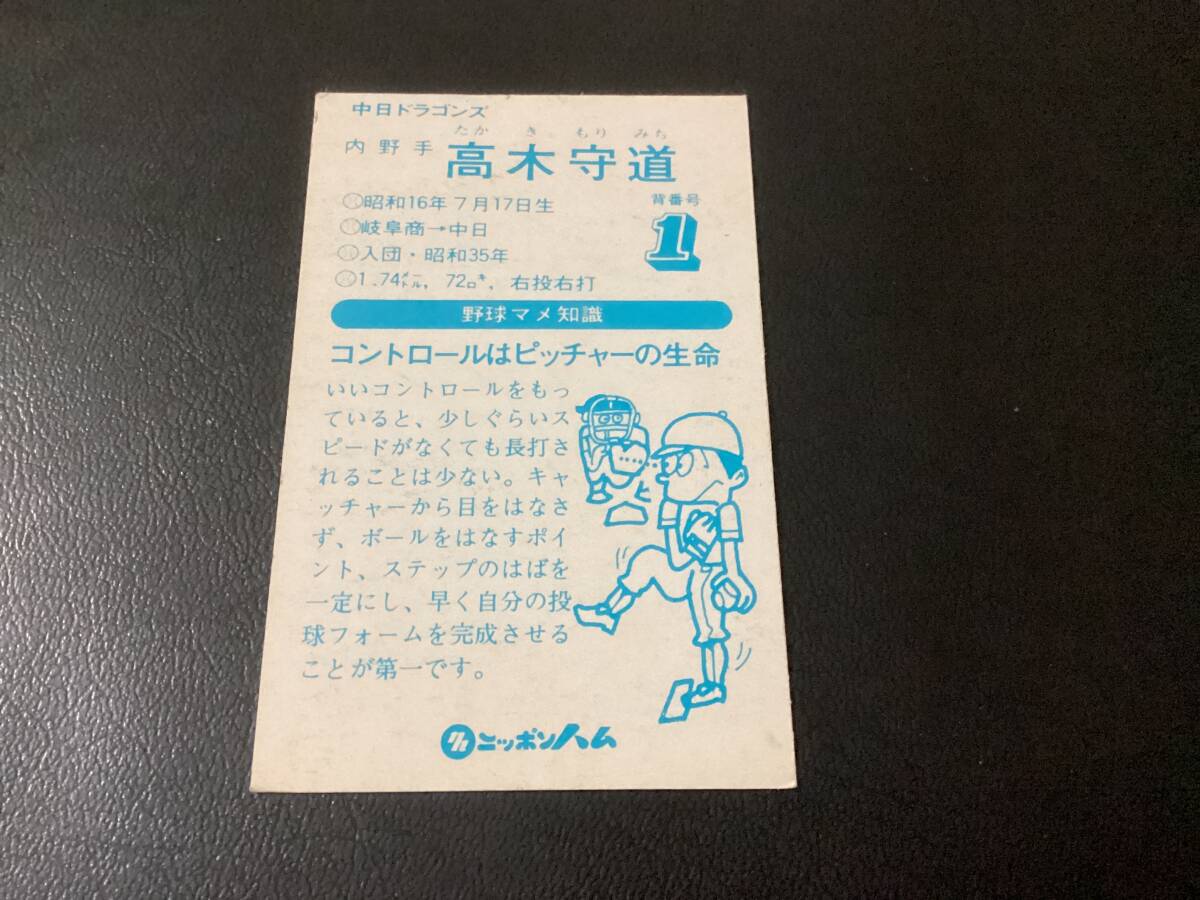 中日ドラゴンズ
たか き もり みち
内野手 高木守道
昭和16年7月17日生
背番号
岐阜商→中日
1
入団・昭和35年
1.74メートル, 72キロ, 右投右打
野球マメ知識
コントロールはピッチャーの生命
いいコントロールをもっ
ていると、少しぐらいス
ピードがなくても長打さ
れることは少ない。キャ
ッチャーから目をはなさ
ず、ボールをはなすポイ
ント、ステップのはばを
一定にし、早く自分の投
球フォームを完成させる
ことが第一です。
ニッポンハム